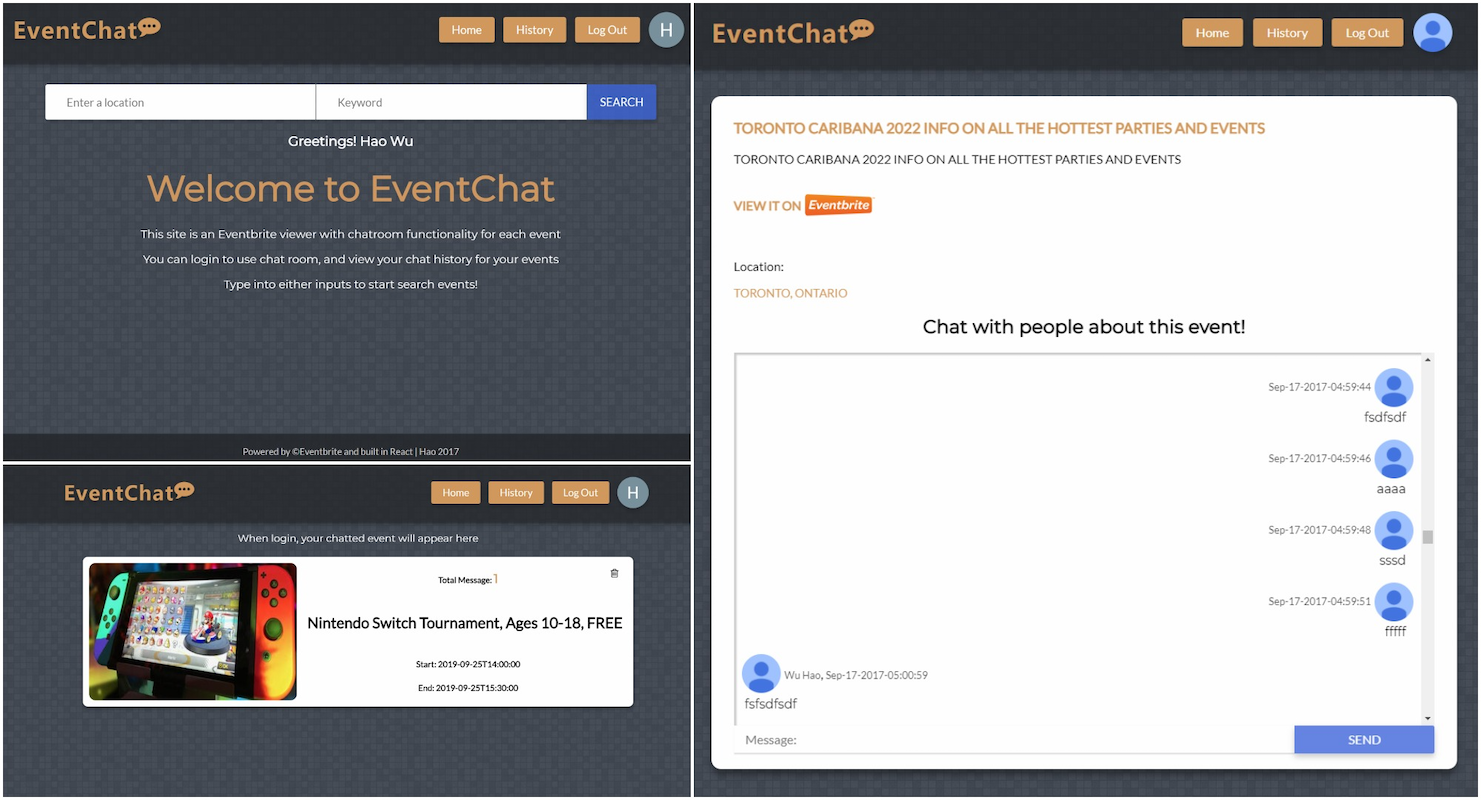 EventChat
Home
History
Log Out
H
Enter a location
Keyword
SEARCH
Greetings! Hao Wu
Welcome to EventChat
This site is an Eventbrite viewer with chatroom functionality for each event
You can login to use chat room, and view your chat history for your events
Type into either inputs to start search events!
Powered by ©Eventbrite and built in React | Hao 2017
EventChat
Home
History
Log Out
H
When login, your chatted event will appear here
Total Message: 1
Nintendo Switch Tournament, Ages 10-18, FREE
Start: 2019-09-25T14:00:00
End: 2019-09-25T15:30:00
EventChat
Home
History
Log Out
TORONTO CARIBANA 2022 INFO ON ALL THE HOTTEST PARTIES AND EVENTS
TORONTO CARIBANA 2022 INFO ON ALL THE HOTTEST PARTIES AND EVENTS
VIEW IT ON Eventbrite
Location:
TORONTO, ONTARIO
Chat with people about this event!
Sep-17-2017-04:59:44
fsdfsdf
Sep-17-2017-04:59:46
aaaa
Sep-17-2017-04:59:48
sssd
Sep-17-2017-04:59:51
fffff
Wu Hao, Sep-17-2017-05:00:59
fsfsdfsdf
Message:
SEND